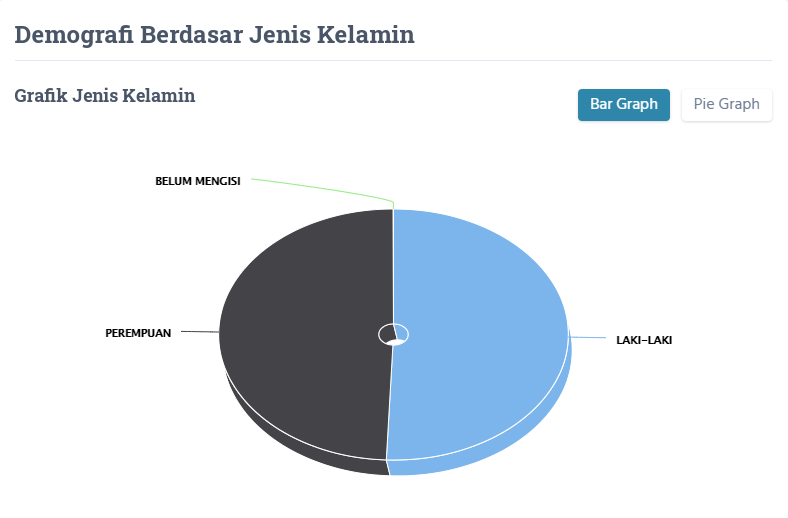 Demografi Berdasar Jenis Kelamin
Grafik Jenis Kelamin
Bar Graph
Pie Graph
BELUM MENGISI
PEREMPUAN
LAKI-LAKI